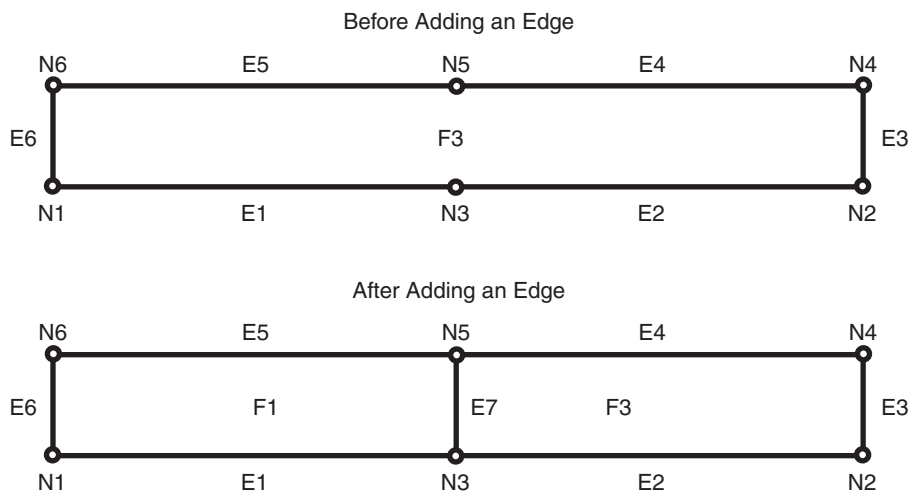 Before Adding an Edge
N6 E5 N5 E4 N4
E6 F3 E3
N1 E1 N3 E2 N2
After Adding an Edge
N6 E5 N5 E4 N4
E6 F1 E7 F3 E3
N1 E1 N3 E2 N2